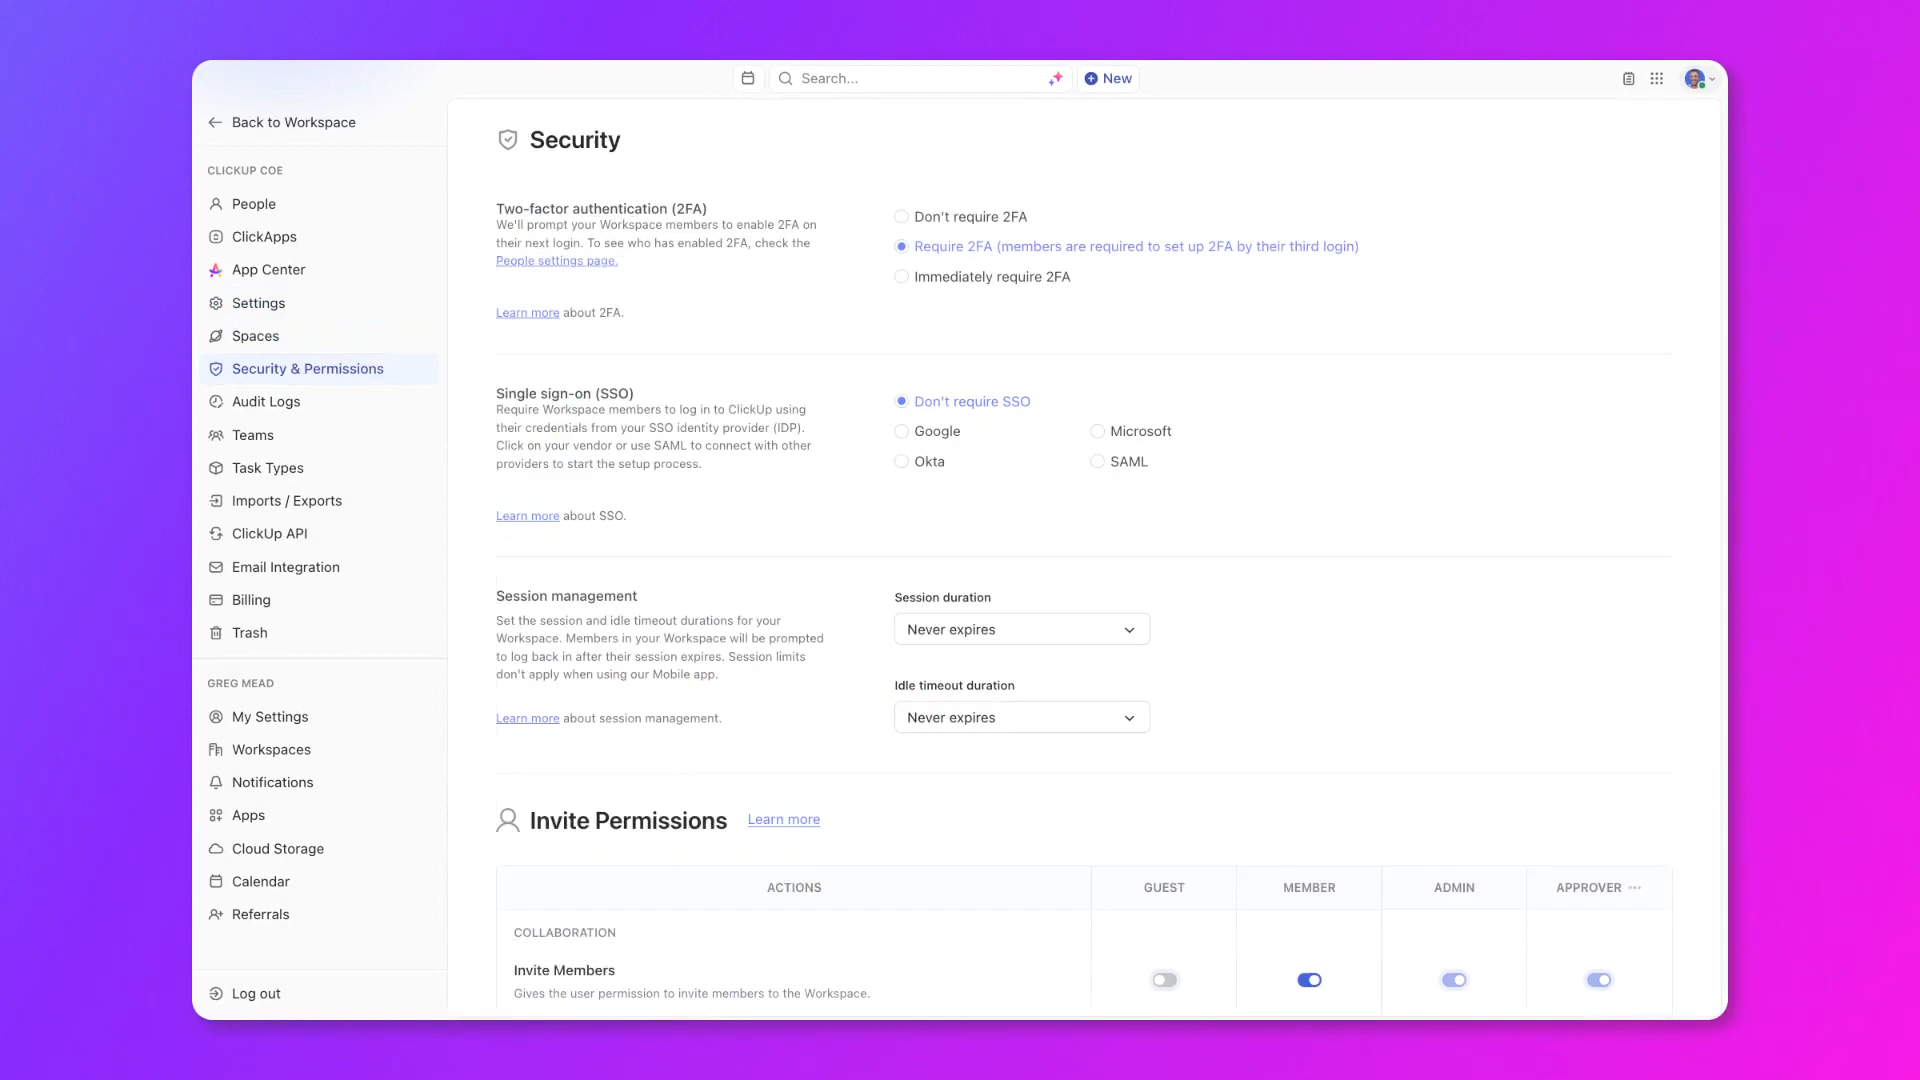 Search...
New
Back to Workspace
CLICKUP COE
People
ClickApps
App Center
Settings
Spaces
Security & Permissions
Audit Logs
Teams
Task Types
Imports / Exports
ClickUp API
Email Integration
Billing
Trash
GREG MEAD
My Settings
Workspaces
Notifications
Apps
Cloud Storage
Calendar
Referrals
Log out
Security
Two-factor authentication (2FA)
We'll prompt your Workspace members to enable 2FA on
their next login. To see who has enabled 2FA, check the
People settings page.
Learn more about 2FA.
Don't require 2FA
Require 2FA (members are required to set up 2FA by their third login)
Immediately require 2FA
Single sign-on (SSO)
Require Workspace members to log in to ClickUp using
their credentials from your SSO identity provider (IDP).
Click on your vendor or use SAML to connect with other
providers to start the setup process.
Learn more about SSO.
Don't require SSO
Google
Microsoft
Okta
SAML
Session management
Set the session and idle timeout durations for your
Workspace. Members in your Workspace will be prompted
to log back in after their session expires. Session limits
don't apply when using our Mobile app.
Learn more about session management.
Session duration
Never expires
Idle timeout duration
Never expires
Invite Permissions
Learn more
ACTIONS
GUEST
MEMBER
ADMIN
APPROVER
COLLABORATION
Invite Members
Gives the user permission to invite members to the Workspace.